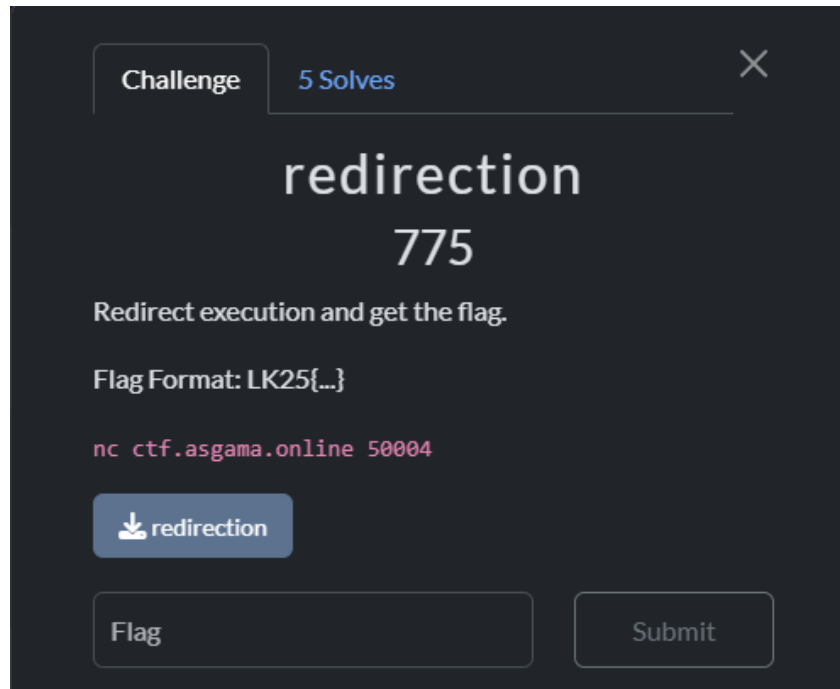 Challenge
5 Solves
redirection
775
Redirect execution and get the flag.
Flag Format: LK25{...}
nc ctf.asgama.online 50004
redirection
Flag
Submit